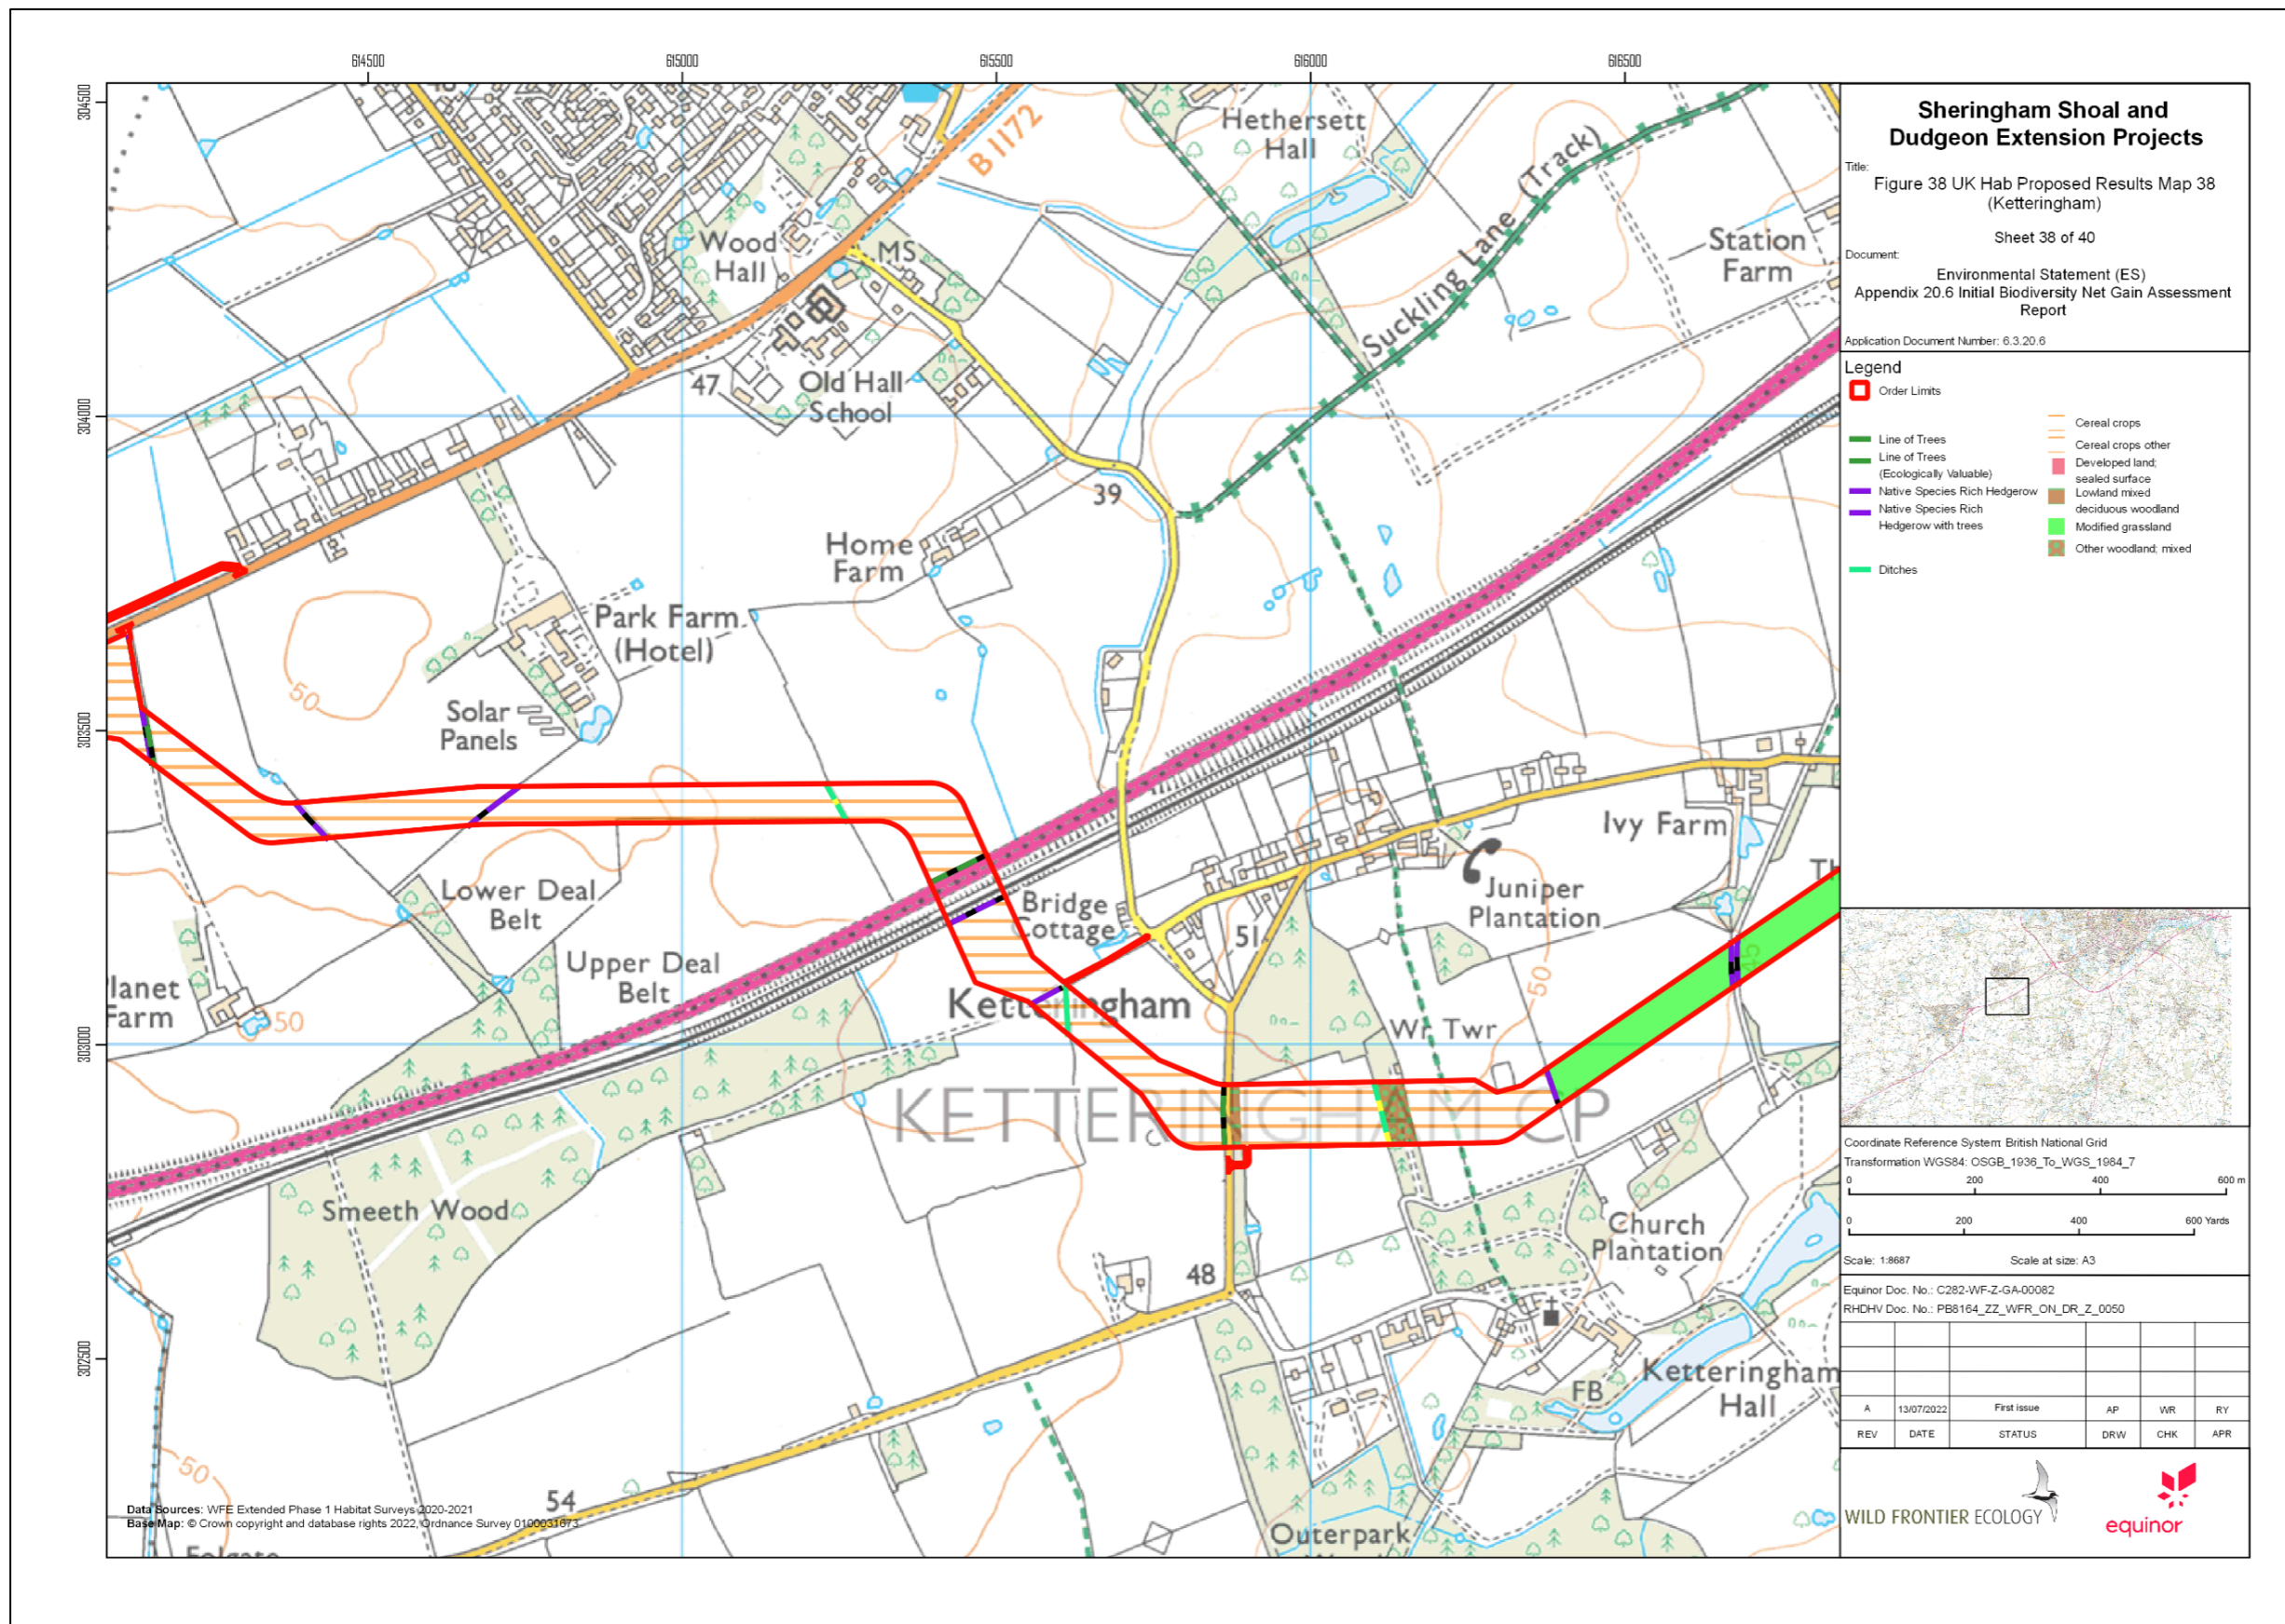 614500
615000
615500
616000
616500
304500
304000
303500
303000
302500
Hethersett
Hall
B 1172
Suckling Lane (Track)
Station
Farm
Wood
Hall
MS
47
Old Hall
School
39
Home
Farm
Park Farm
(Hotel)
50
Solar
Panels
Ivy Farm
Juniper
Plantation
Lower Deal
Belt
Bridge
Cottage
51
Upper Deal
Belt
50
Ketteringham
Wr Twr
50
Farm
KETTERINGHAM CP
Smeeth Wood
Church
Plantation
48
Ketteringham
Hall
FB
50
54
Outerpark
Data Sources: WFE Extended Phase 1 Habitat Surveys 2020-2021
Base Map: © Crown copyright and database rights 2022, Ordnance Survey 0100031673
Sheringham Shoal and
Dudgeon Extension Projects
Title:
Figure 38 UK Hab Proposed Results Map 38
(Ketteringham)
Sheet 38 of 40
Document:
Environmental Statement (ES)
Appendix 20.6 Initial Biodiversity Net Gain Assessment
Report
Application Document Number: 6.3.20.6
Legend
Order Limits
Line of Trees
Line of Trees
(Ecologically Valuable)
Native Species Rich Hedgerow
Native Species Rich
Hedgerow with trees
Ditches
Cereal crops
Cereal crops other
Developed land;
sealed surface
Lowland mixed
deciduous woodland
Modified grassland
Other woodland; mixed
Coordinate Reference System: British National Grid
Transformation WGS84: OSGB_1936_To_WGS_1984_7
0 200 400 600 m
0 200 400 600 Yards
Scale: 1:8687 Scale at size: A3
Equinor Doc. No.: C282-WF-Z-GA-00082
RHDHV Doc. No.: PB8164_ZZ_WFR_ON_DR_Z_0050
A 13/07/2022 First issue AP WR RY
REV DATE STATUS DRW CHK APR
WILD FRONTIER ECOLOGY
equinor